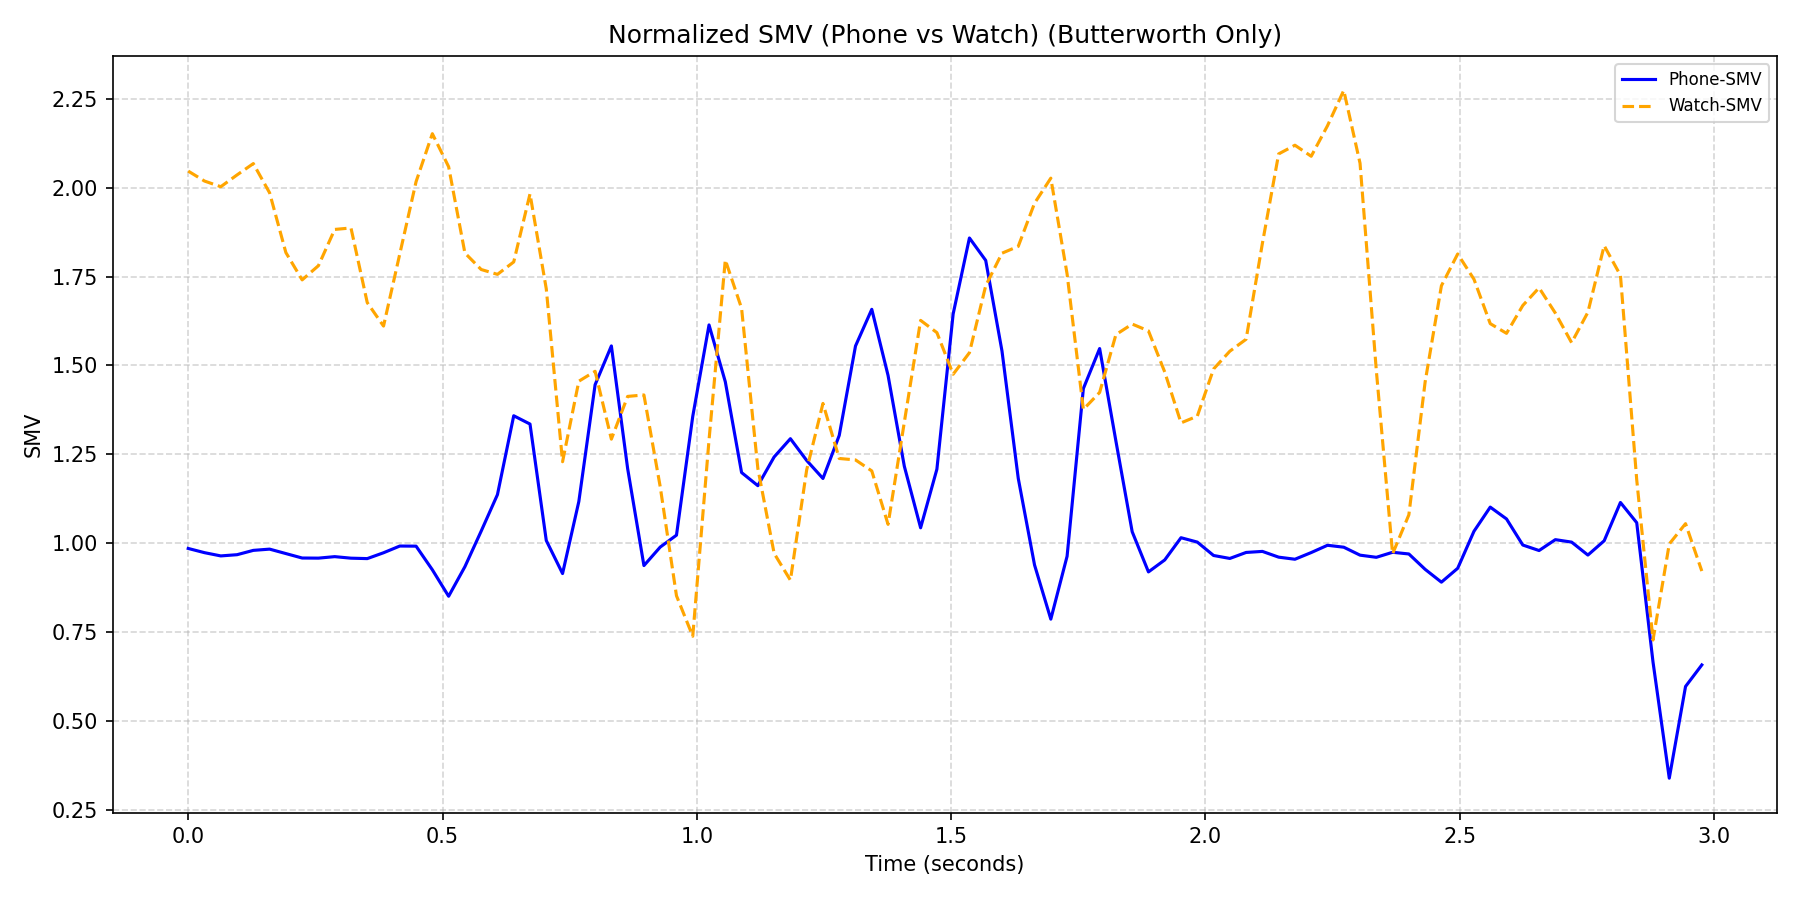 Normalized SMV (Phone vs Watch) (Butterworth Only)
Phone-SMV
Watch-SMV
2.25
2.00
1.75
1.50
1.25
1.00
0.75
0.50
0.25
SMV
0.0 0.5 1.0 1.5 2.0 2.5 3.0
Time (seconds)